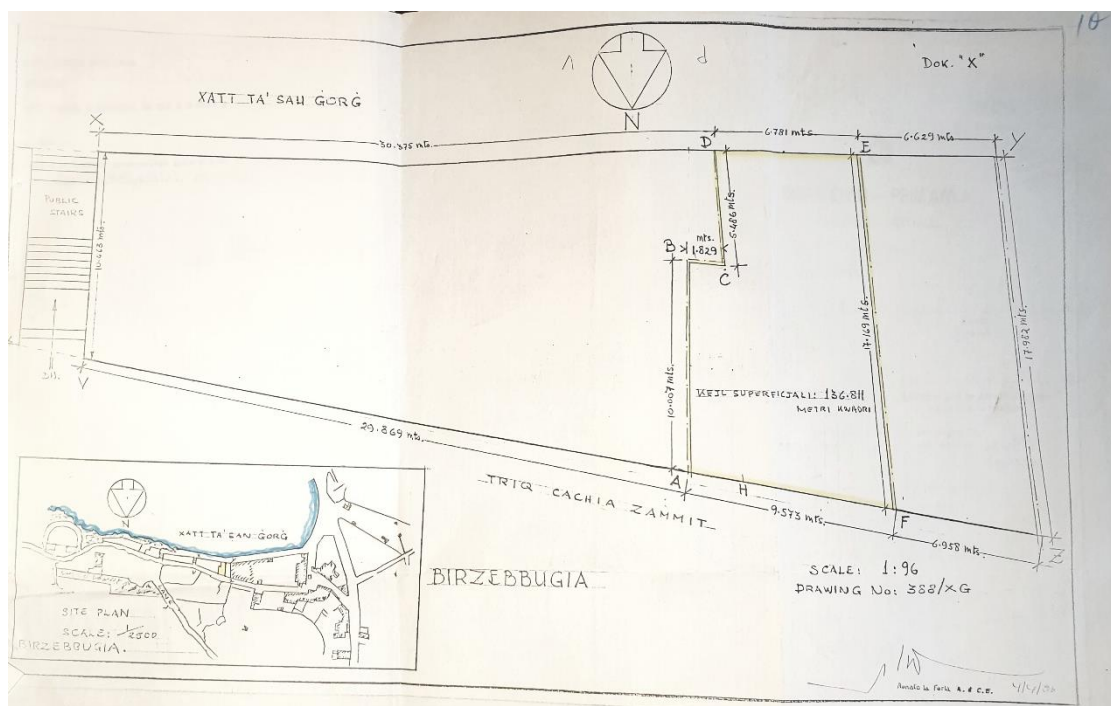 10
DOK. "X"
XATT TA' SAN ĠORĠ
N
X
30.375 mts.
D
6.781 mts.
E
6.629 mts.
Y
PUBLIC
STAIRS
10.668 mts.
5.486 mts.
B
mts.
1.829
C
17.169 mts.
17.982 mts.
10.007 mts.
KEJL SUPERFICJALI: 136.811
METRI KWADRI
V
29.869 mts.
A
H
TRIQ CACHIA ZAMMIT
9.573 mts.
F
6.958 mts.
Z
N
XATT TA' SAN ĠORĠ
SITE PLAN
SCALE: 1/2500
BIRZEBBUGIA.
BIRZEBBUGIA
SCALE: 1:96
DRAWING No: 388/XG
A. & C.E.